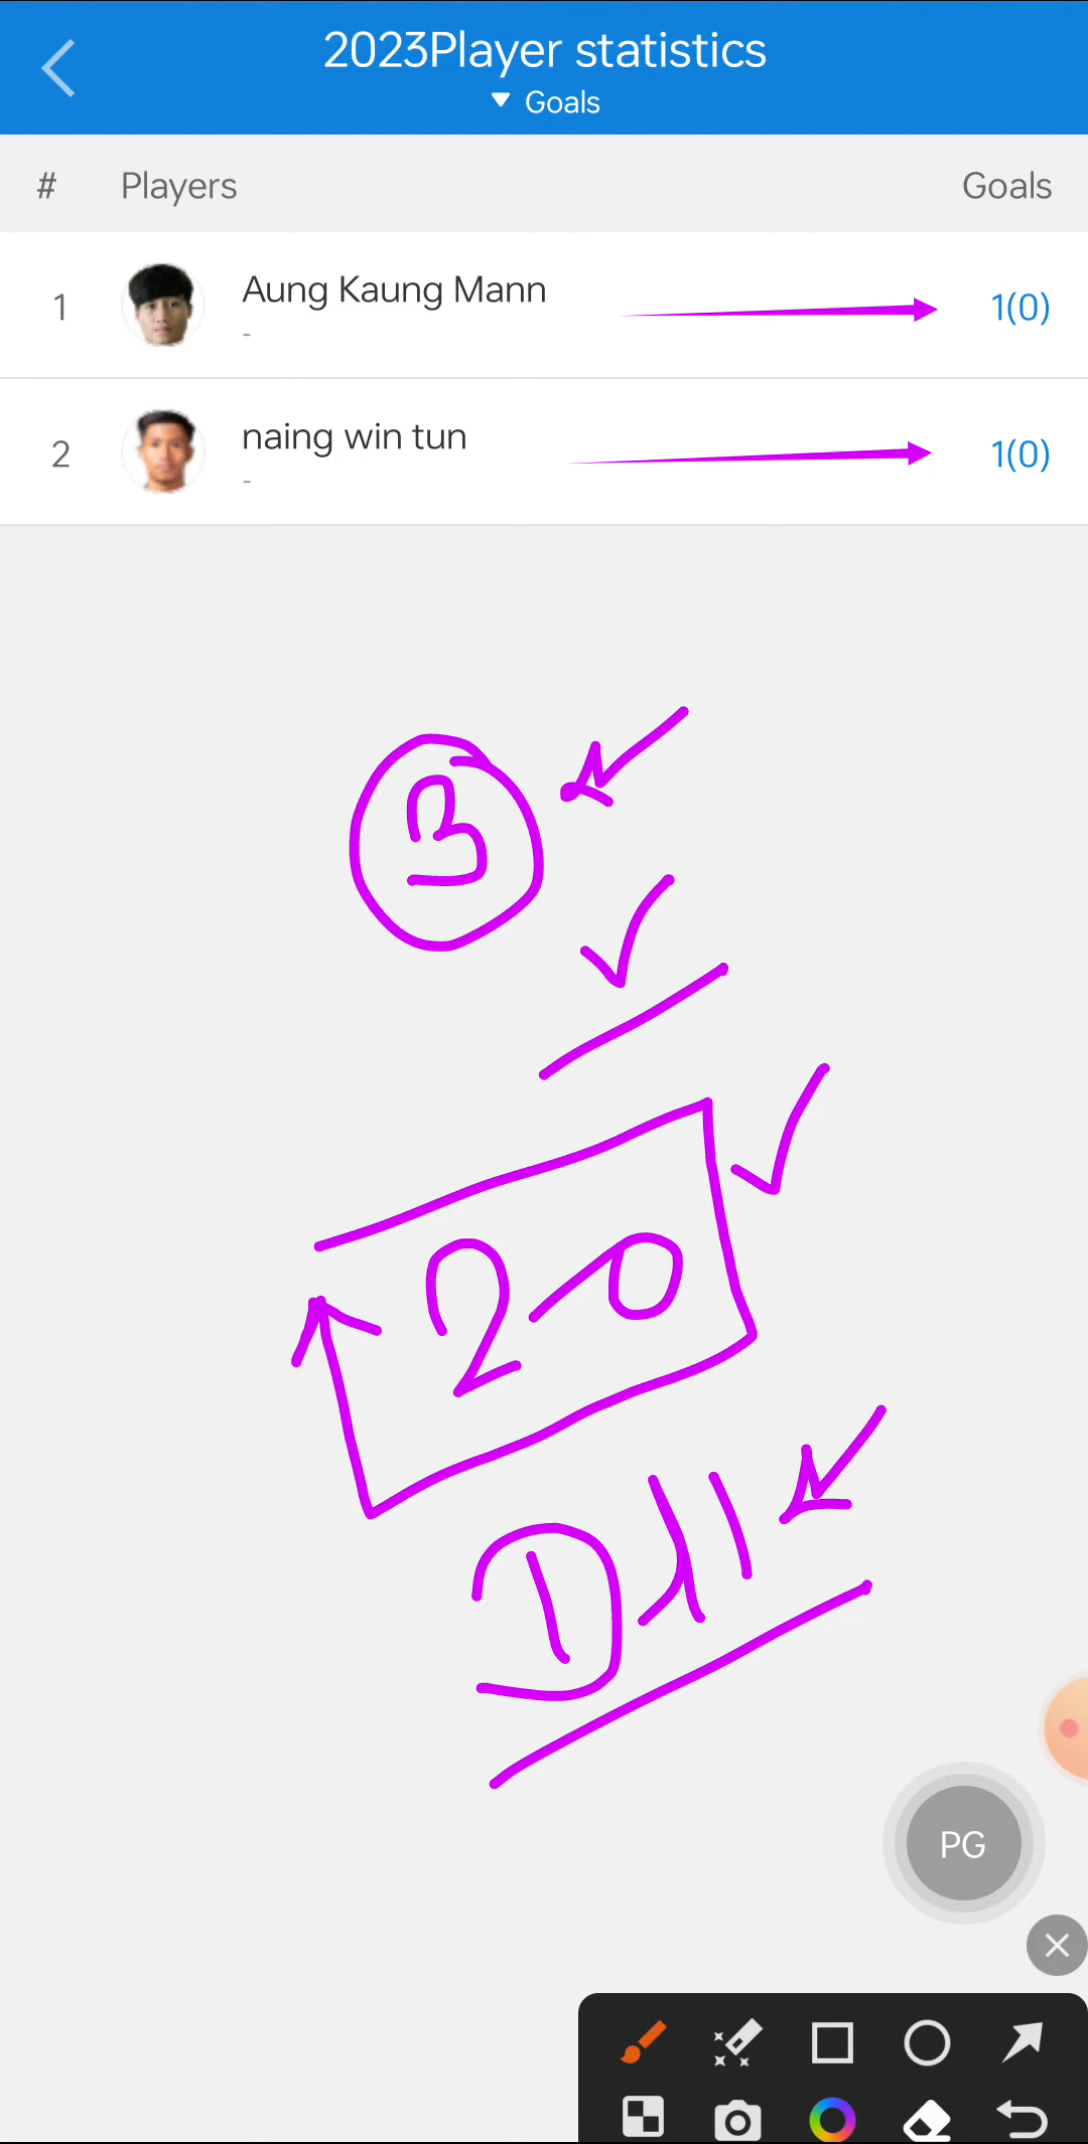 2023Player statistics
▼ Goals
# Players Goals
1 Aung Kaung Mann 1(0)
-
2 naing win tun 1(0)
-
3
2-0
PG